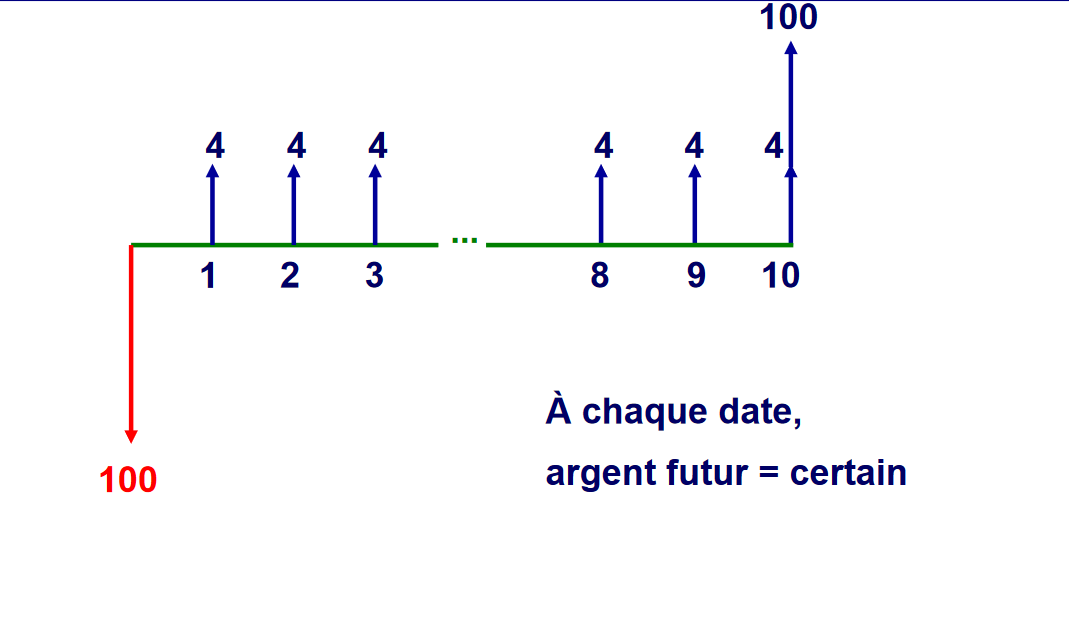 100
4 4 4 4 4 4
...
1 2 3 8 9 10
À chaque date,
argent futur = certain
100